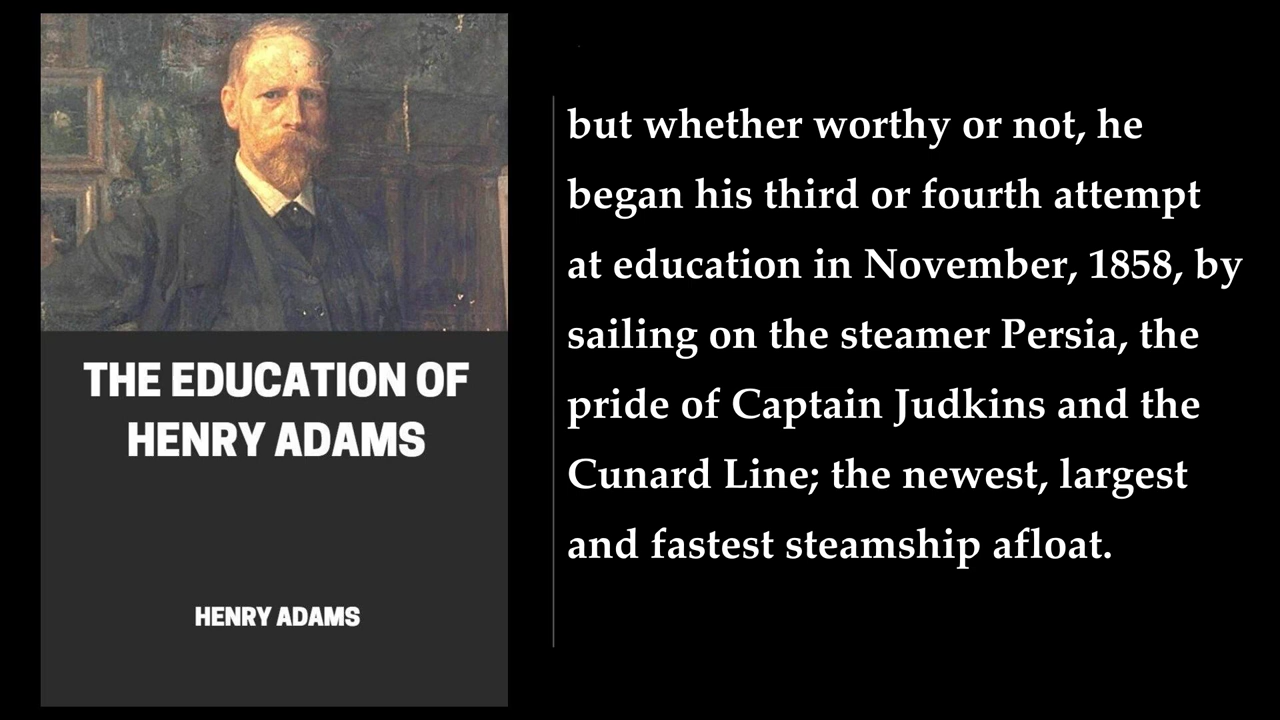 THE EDUCATION OF
HENRY ADAMS
HENRY ADAMS
but whether worthy or not, he
began his third or fourth attempt
at education in November, 1858, by
sailing on the steamer Persia, the
pride of Captain Judkins and the
Cunard Line; the newest, largest
and fastest steamship afloat.